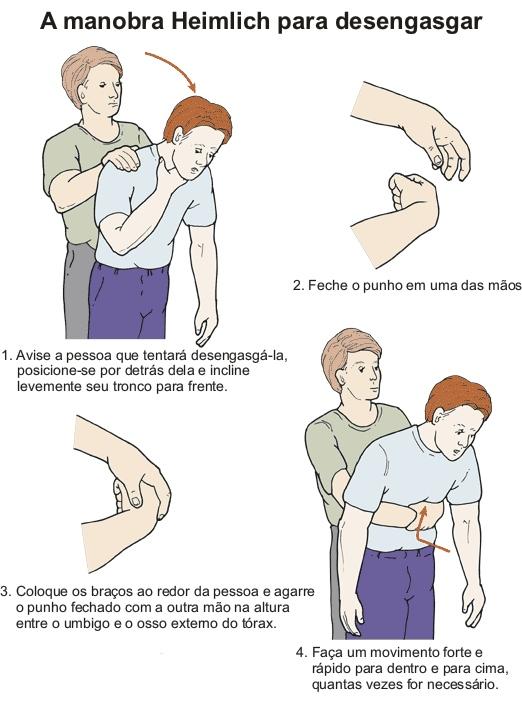 A manobra Heimlich para desengasgar
1. Avise a pessoa que tentará desengasgá-la,
posicione-se por detrás dela e incline
levemente seu tronco para frente.
2. Feche o punho em uma das mãos
3. Coloque os braços ao redor da pessoa e agarre
o punho fechado com a outra mão na altura
entre o umbigo e o osso externo do tórax.
4. Faça um movimento forte e
rápido para dentro e para cima,
quantas vezes for necessário.